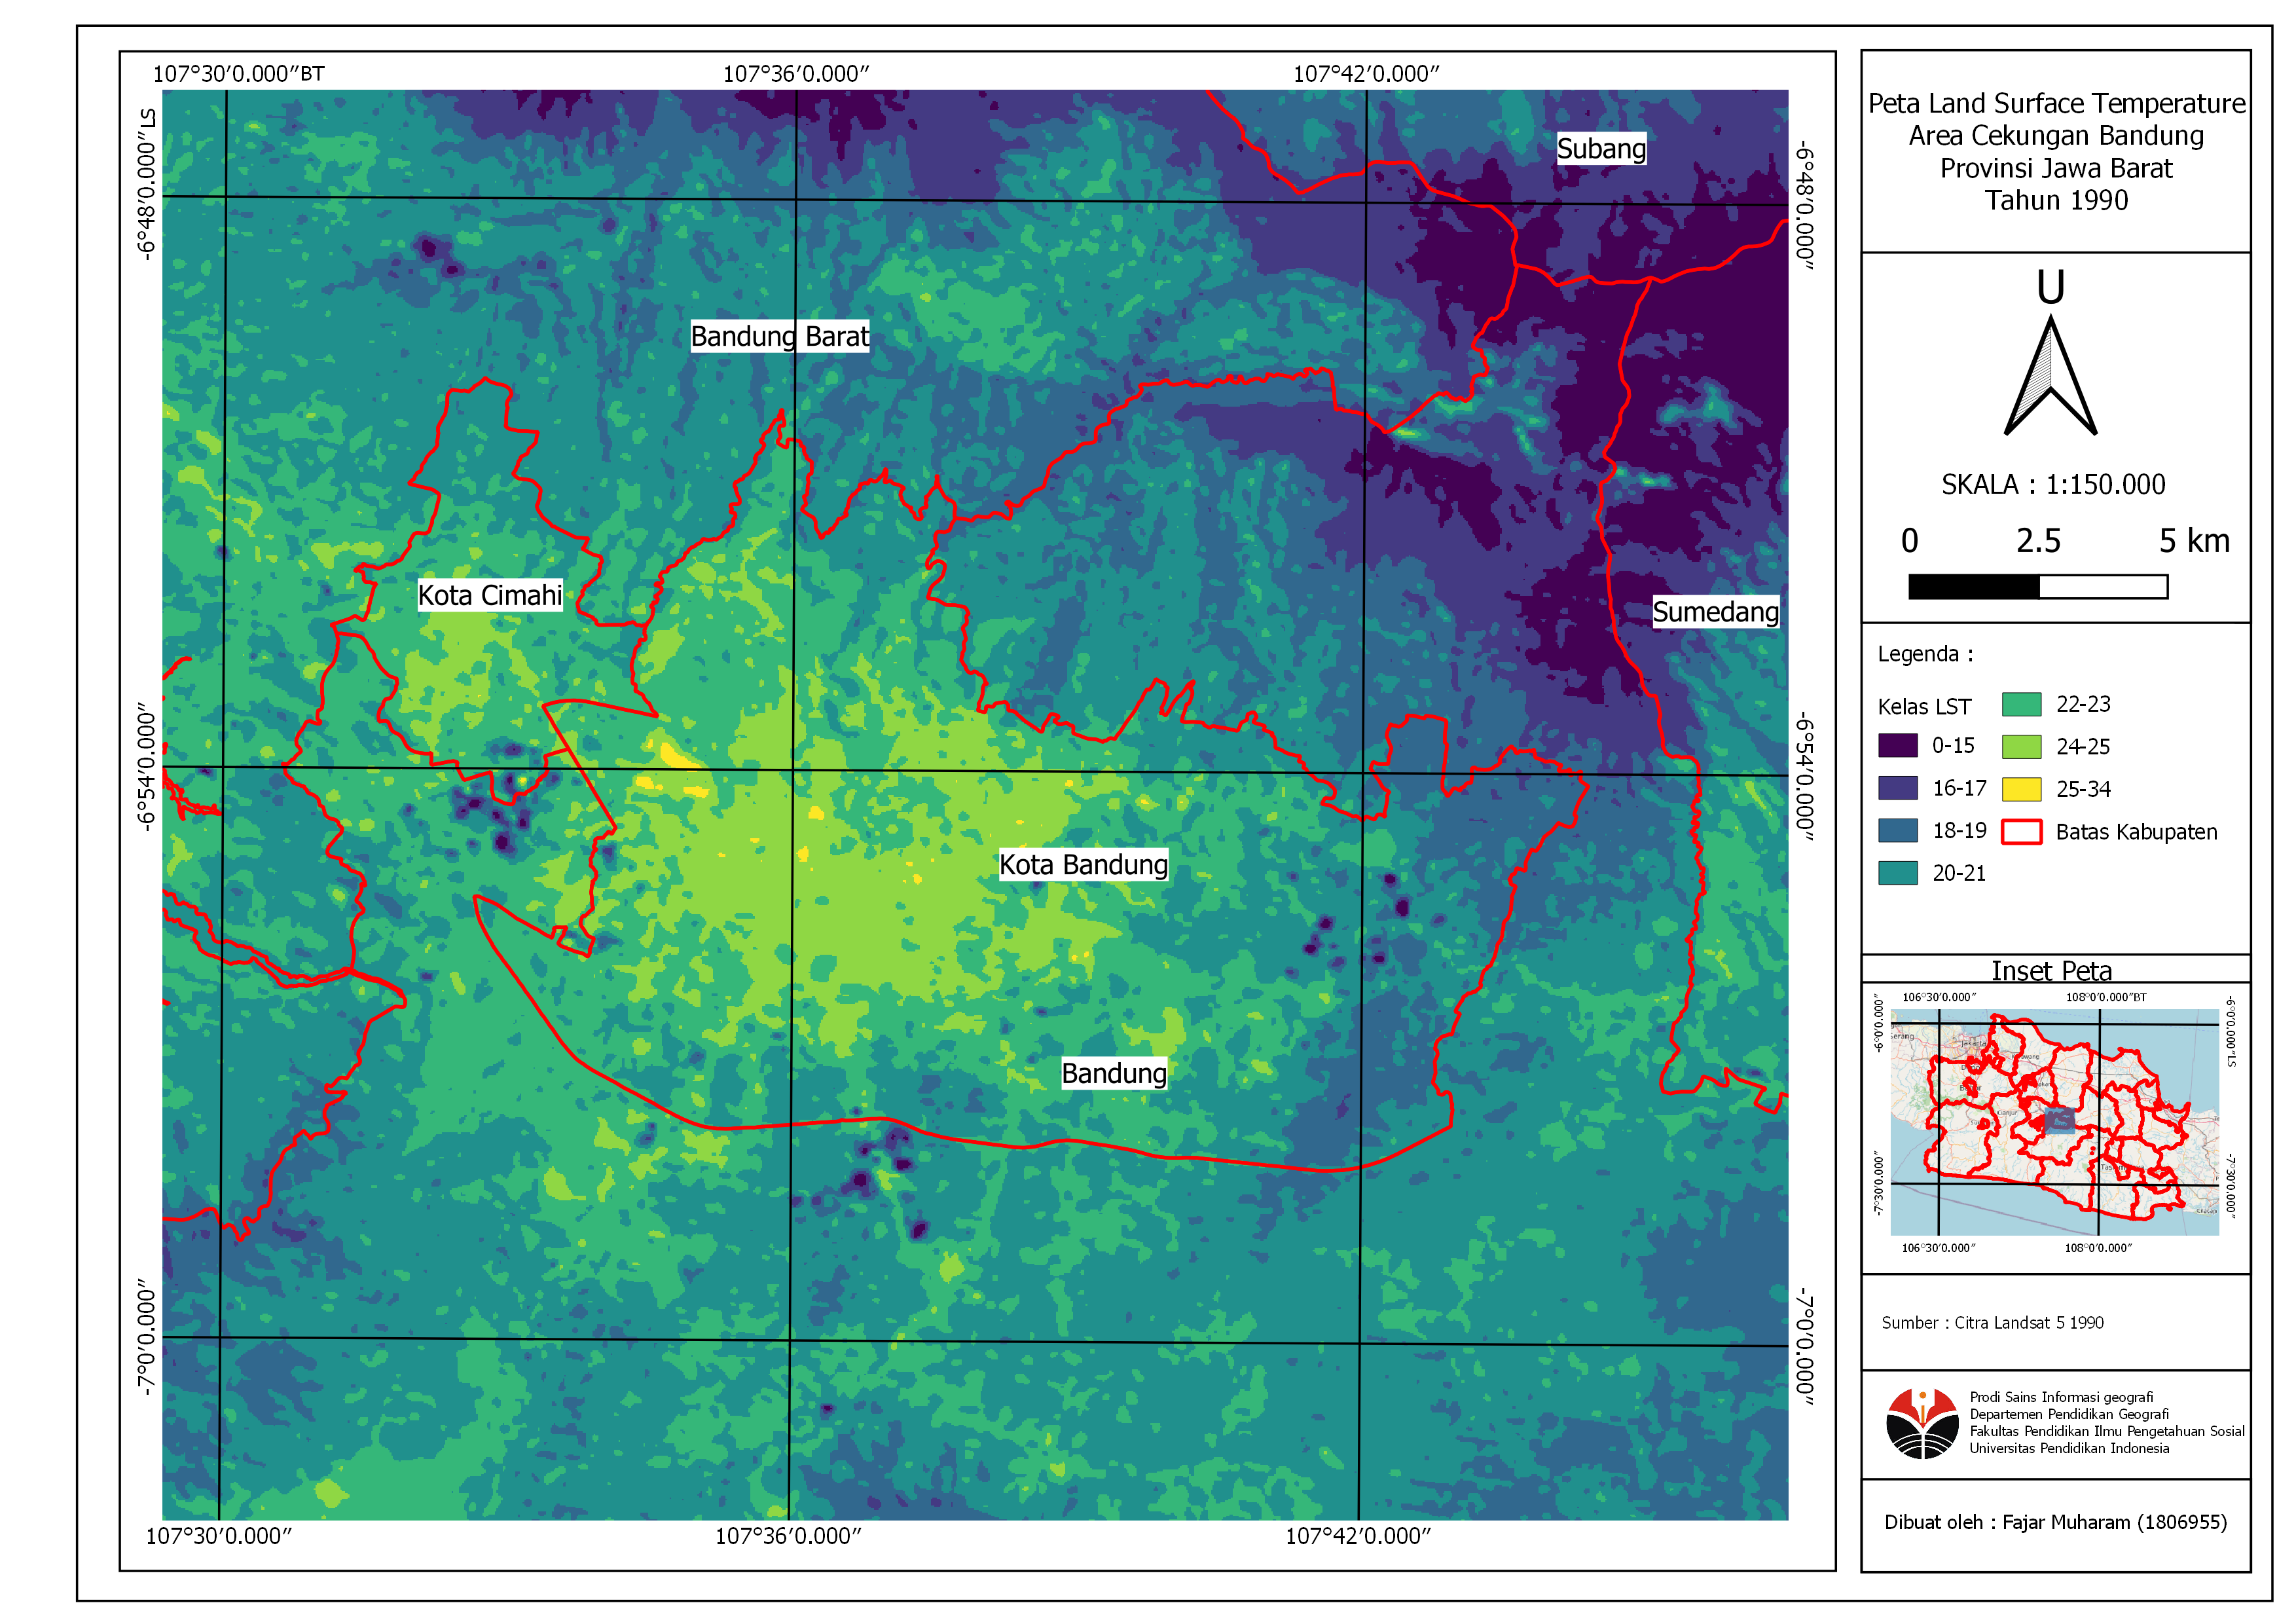 107°30′0.000″BT
107°36′0.000″
107°42′0.000″
-6°48′0.000″LS
-6°54′0.000″
-7°0′0.000″
-6°48′0.000″
-6°54′0.000″
-7°0′0.000″
Subang
Bandung Barat
Kota Cimahi
Sumedang
Kota Bandung
Bandung
107°30′0.000″
107°36′0.000″
107°42′0.000″
Peta Land Surface Temperature
Area Cekungan Bandung
Provinsi Jawa Barat
Tahun 1990
U
SKALA : 1:150.000
0 2.5 5 km
Legenda :
Kelas LST
0-15
16-17
18-19
20-21
22-23
24-25
25-34
Batas Kabupaten
Inset Peta
106°30′0.000″
108°0′0.000″BT
-6°0′0.000″
-7°30′0.000″
-6°0′0.000″LS
-7°30′0.000″
106°30′0.000″
108°0′0.000″
Sumber : Citra Landsat 5 1990
Prodi Sains Informasi geografi
Departemen Pendidikan Geografi
Fakultas Pendidikan Ilmu Pengetahuan Sosial
Universitas Pendidikan Indonesia
Dibuat oleh : Fajar Muharam (1806955)